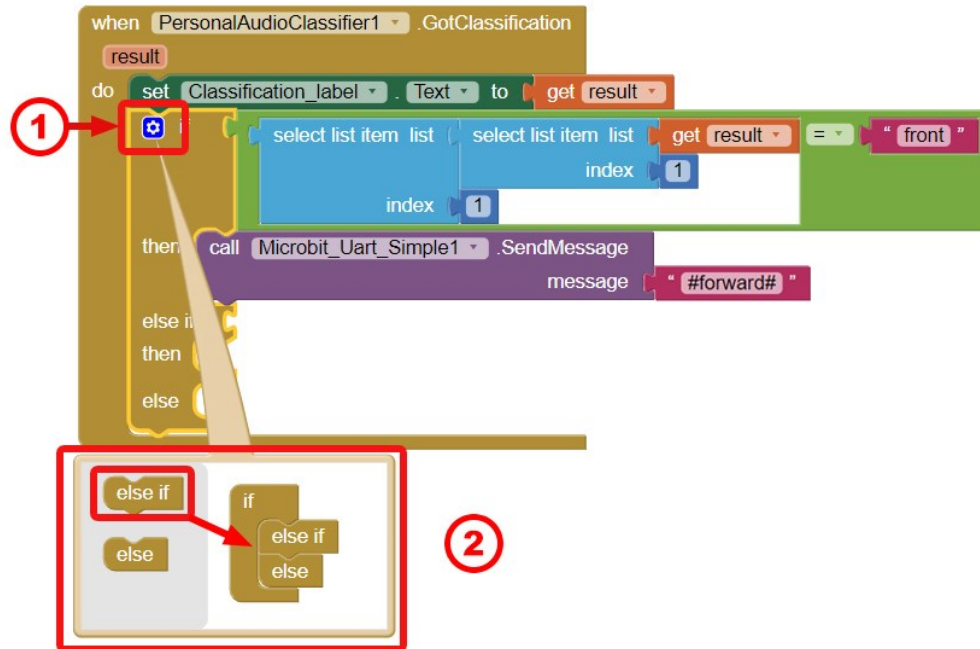 when PersonalAudioClassifier1 .GotClassification
result
do set Classification_label . Text to get result
1 if select list item list select list item list get result = " front "
index 1
index 1
then call Microbit_Uart_Simple1 .SendMessage
message " #forward# "
else if
then
else
else if
else
if
else if
else
2